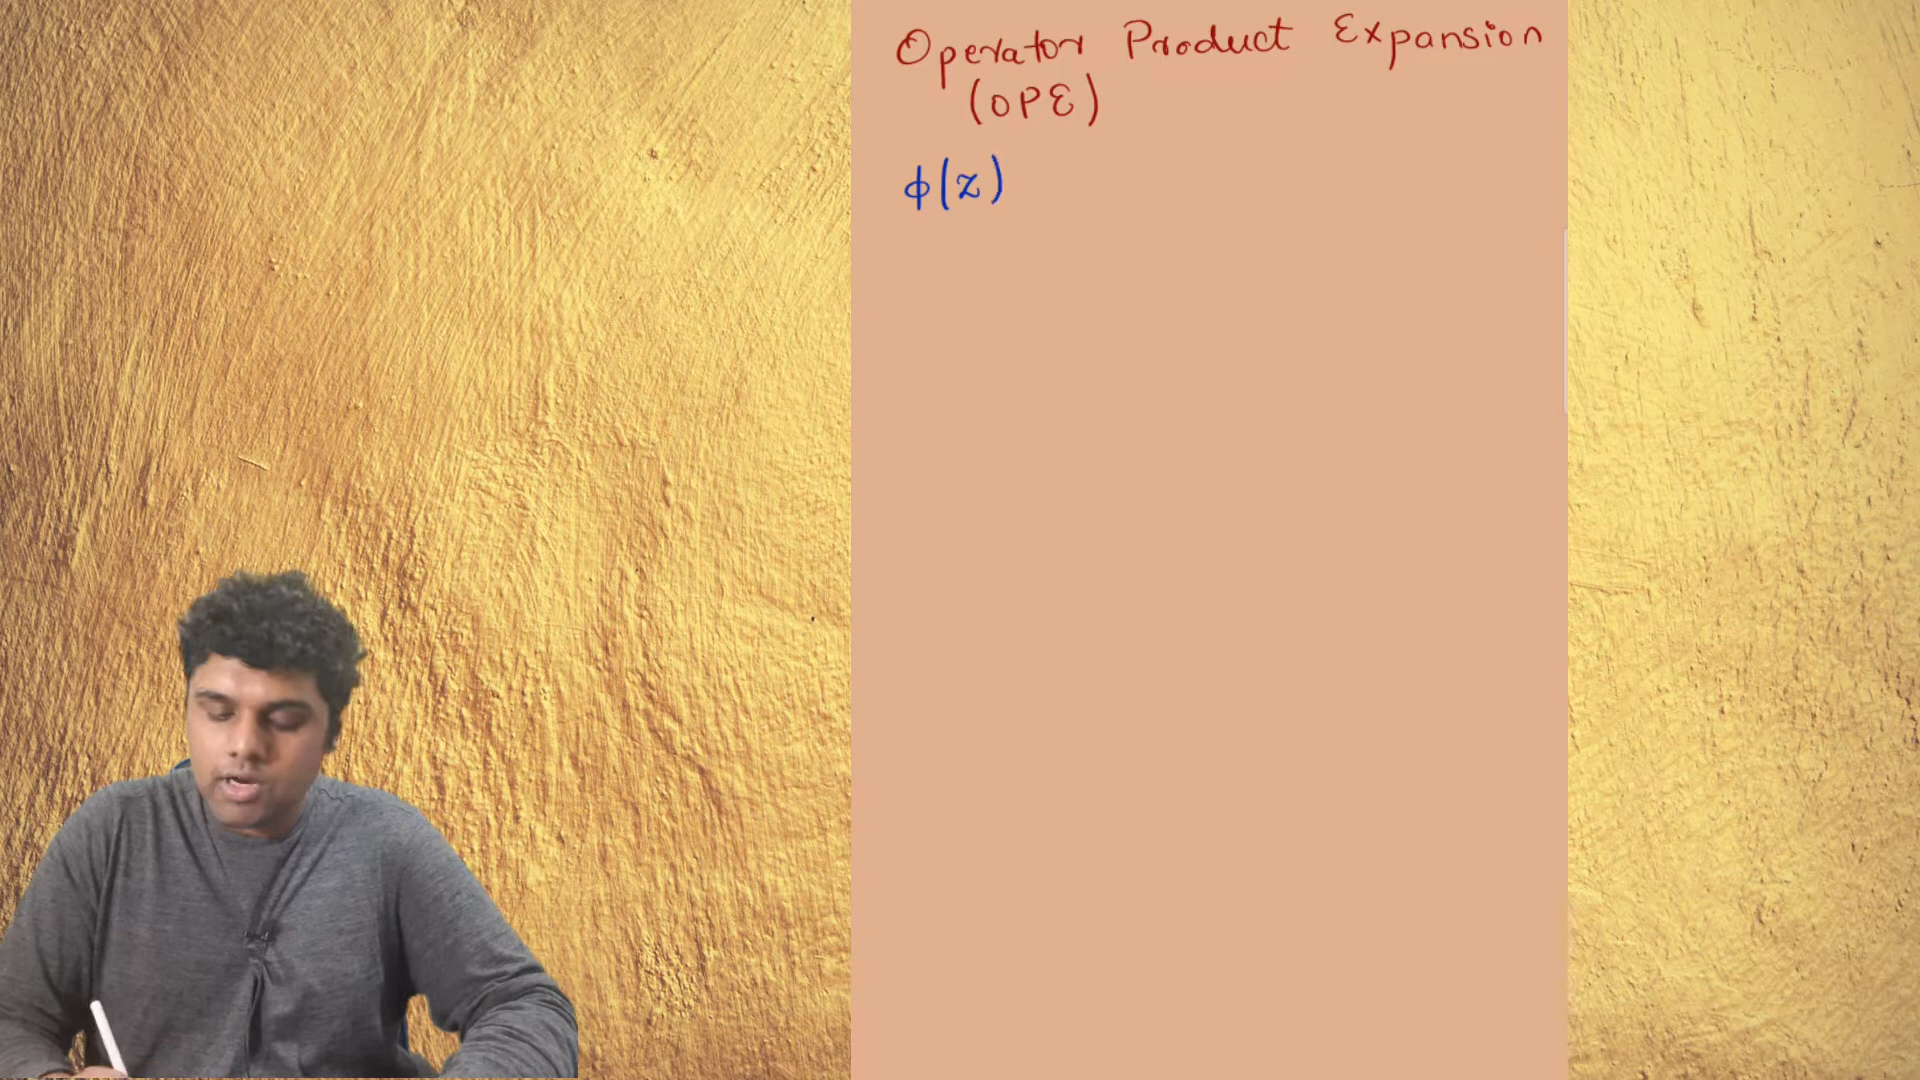 Operator Product Expansion
(OPE)
ϕ(z)